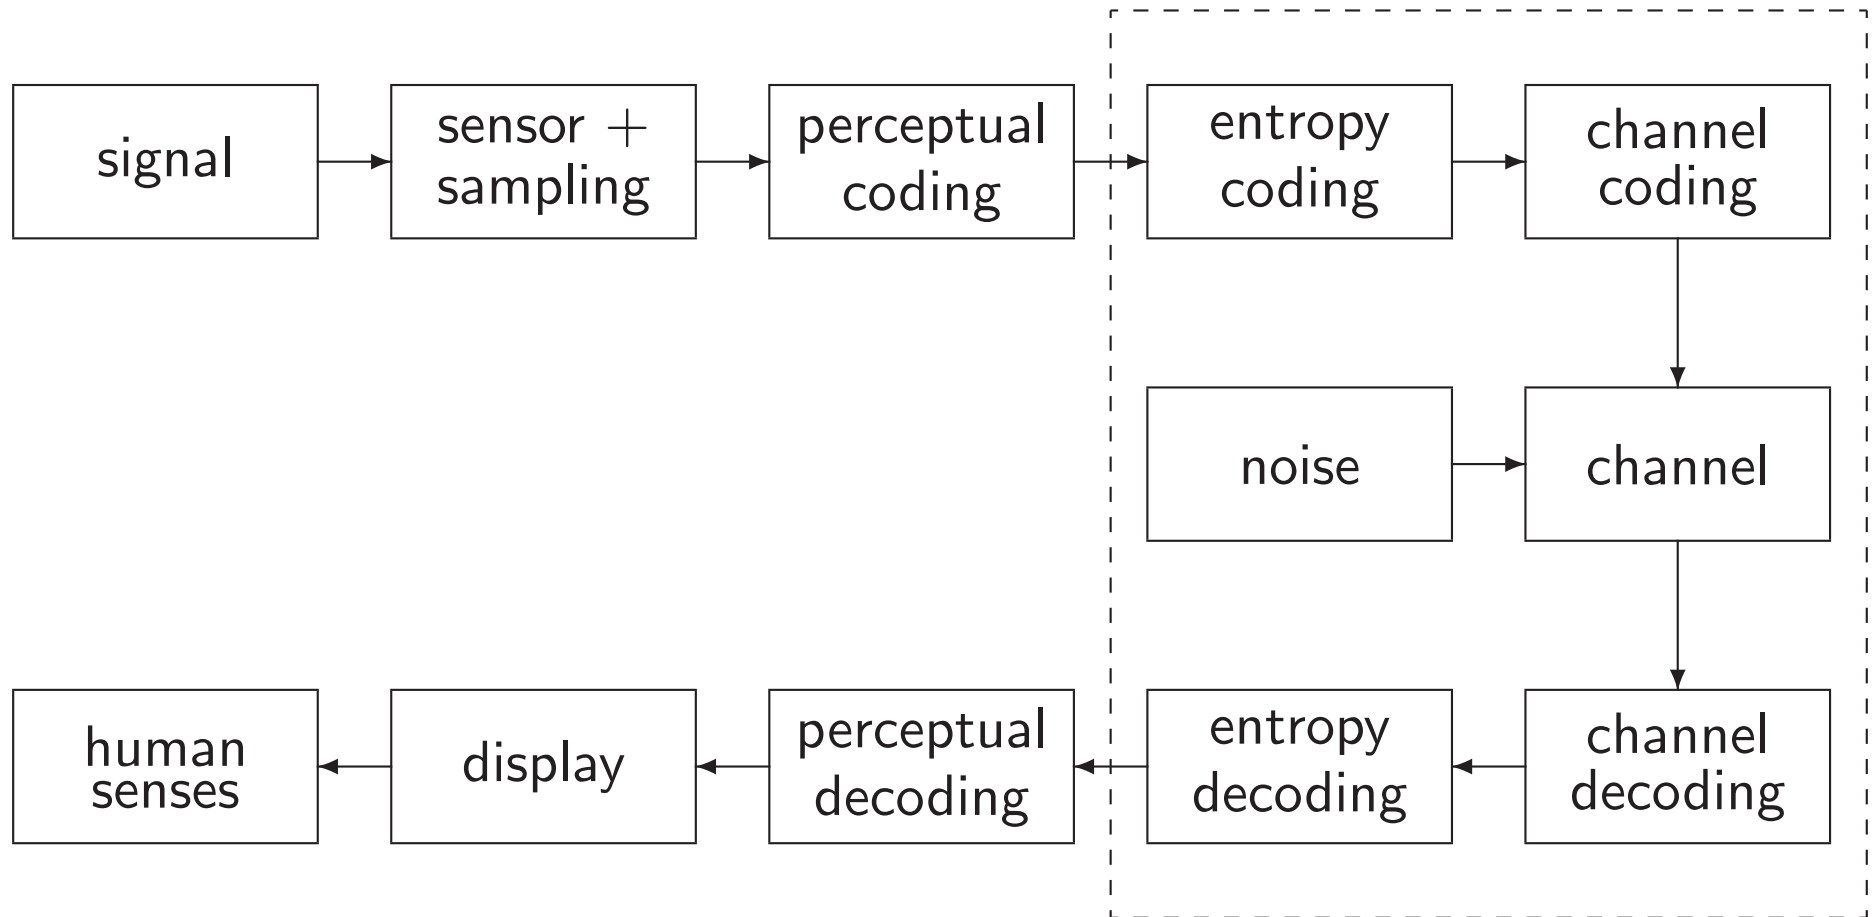 signal
sensor +
sampling
perceptual
coding
entropy
coding
channel
coding
noise
channel
human
senses
display
perceptual
decoding
entropy
decoding
channel
decoding